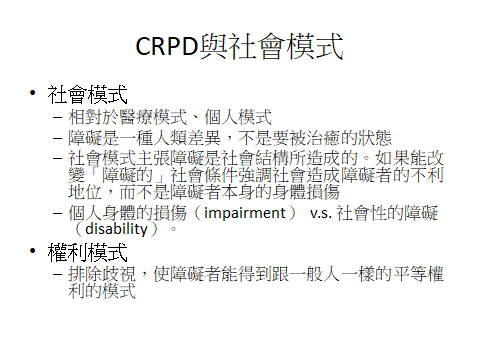 CRPD與社會模式
• 社會模式
– 相對於醫療模式、個人模式
– 障礙是一種人類差異，不是要被治癒的狀態
– 社會模式主張障礙是社會結構所造成的。如果能改
變「障礙的」社會條件強調社會造成障礙者的不利
地位，而不是障礙者本身的身體損傷
– 個人身體的損傷（impairment） v.s. 社會性的障礙
（disability）。
• 權利模式
– 排除歧視，使障礙者能得到跟一般人一樣的平等權
利的模式